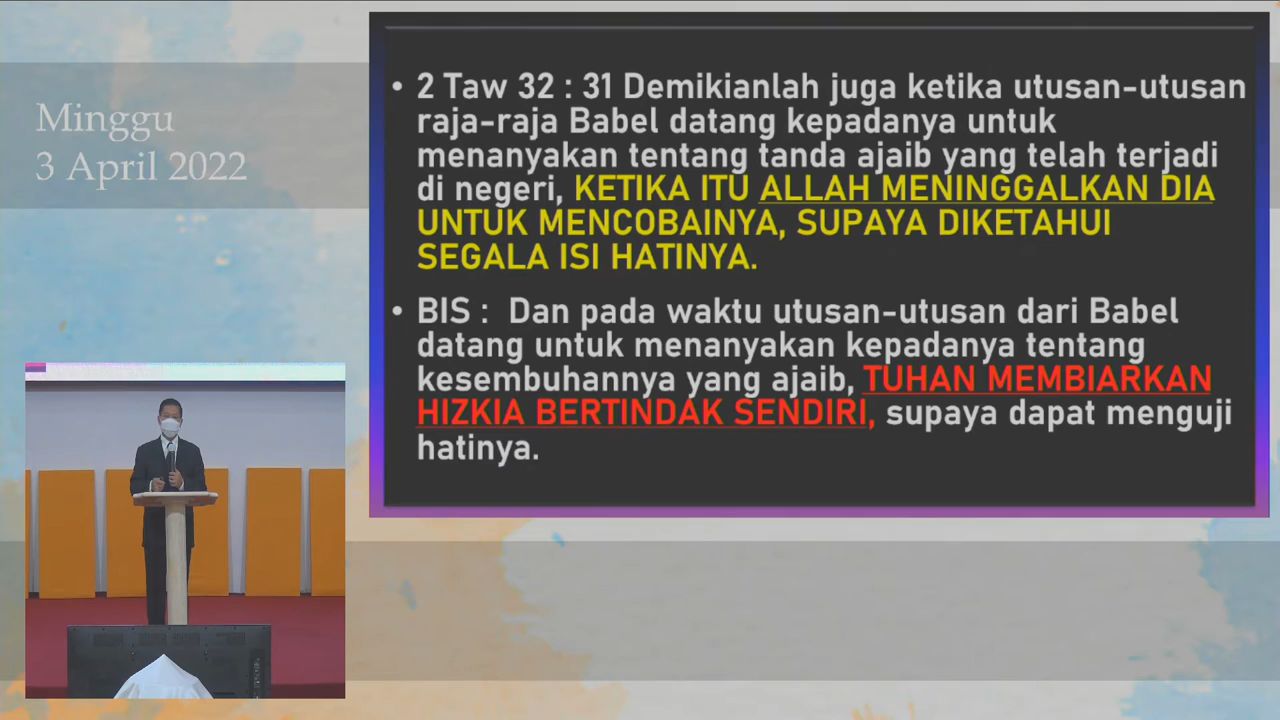 Minggu
3 April 2022
• 2 Taw 32 : 31 Demikianlah juga ketika utusan-utusan
raja-raja Babel datang kepadanya untuk
menanyakan tentang tanda ajaib yang telah terjadi
di negeri, KETIKA ITU ALLAH MENINGGALKAN DIA
UNTUK MENCOBAINYA, SUPAYA DIKETAHUI
SEGALA ISI HATINYA.
• BIS : Dan pada waktu utusan-utusan dari Babel
datang untuk menanyakan kepadanya tentang
kesembuhannya yang ajaib, TUHAN MEMBIARKAN
HIZKIA BERTINDAK SENDIRI, supaya dapat menguji
hatinya.